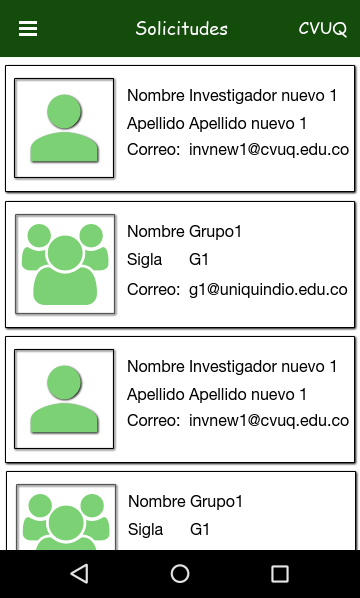 Solicitudes CVUQ
Nombre Investigador nuevo 1
Apellido Apellido nuevo 1
Correo: invnew1@cvuq.edu.co
Nombre Grupo1
Sigla G1
Correo: g1@uniquindio.edu.co
Nombre Investigador nuevo 1
Apellido Apellido nuevo 1
Correo: invnew1@cvuq.edu.co
Nombre Grupo1
Sigla G1